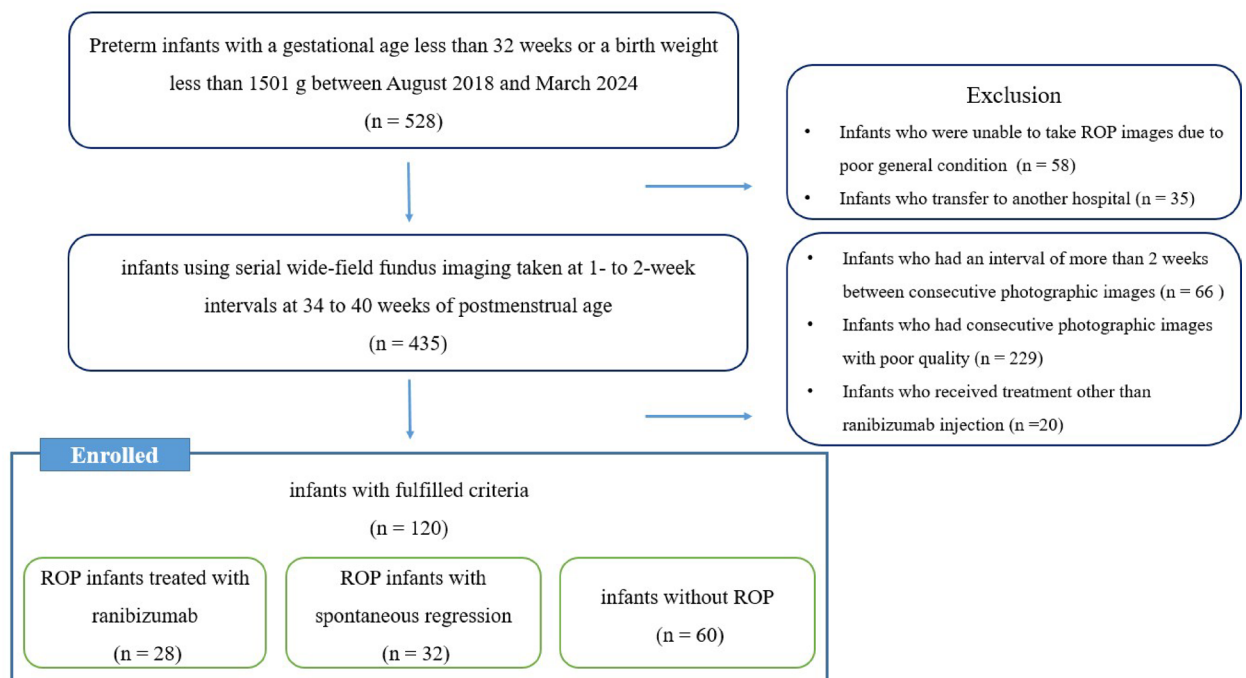 Preterm infants with a gestational age less than 32 weeks or a birth weight
less than 1501 g between August 2018 and March 2024
(n = 528)
Exclusion
• Infants who were unable to take ROP images due to
poor general condition (n = 58)
• Infants who transfer to another hospital (n = 35)
infants using serial wide-field fundus imaging taken at 1- to 2-week
intervals at 34 to 40 weeks of postmenstrual age
(n = 435)
• Infants who had an interval of more than 2 weeks
between consecutive photographic images (n = 66 )
• Infants who had consecutive photographic images
with poor quality (n = 229)
• Infants who received treatment other than
ranibizumab injection (n =20)
Enrolled
infants with fulfilled criteria
(n = 120)
ROP infants treated with
ranibizumab
(n = 28)
ROP infants with
spontaneous regression
(n = 32)
infants without ROP
(n = 60)